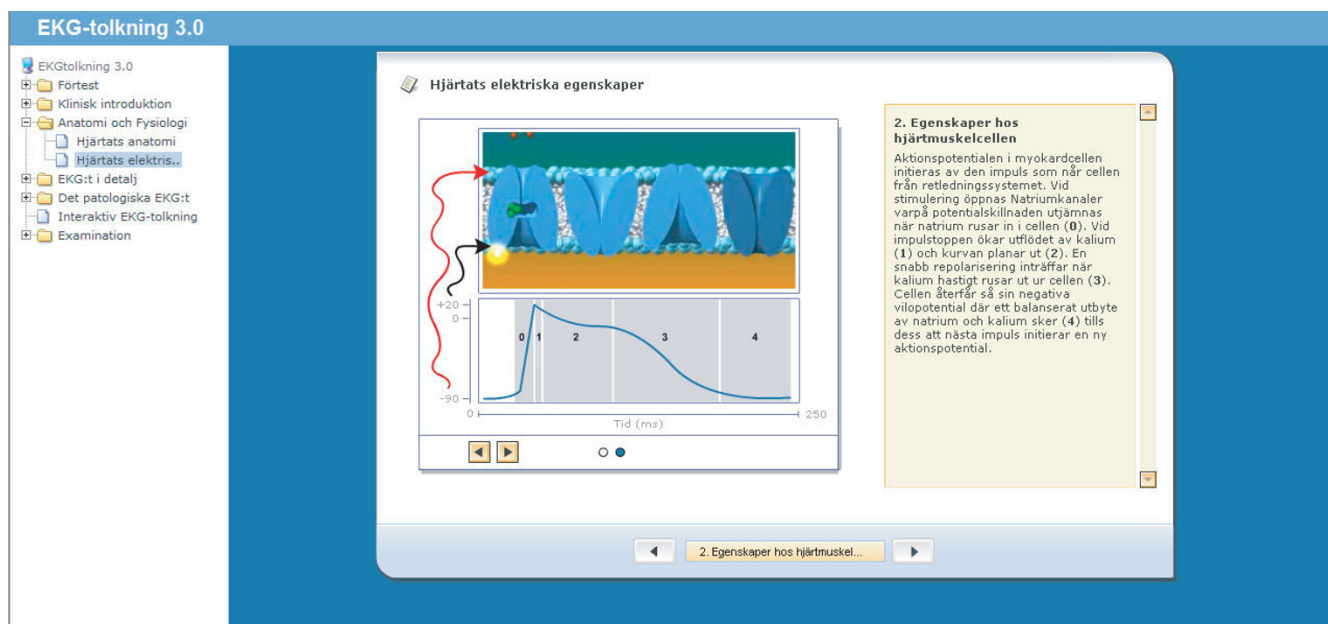 EKG-tolkning 3.0
EKGtolkning 3.0
Förtest
Klinisk introduktion
Anatomi och Fysiologi
Hjärtats anatomi
Hjärtats elektris..
EKG:t i detalj
Det patologiska EKG:t
Interaktiv EKG-tolkning
Examination
Hjärtats elektriska egenskaper
+20
0
-90
0 1 2 3 4
0 250
Tid (ms)
2. Egenskaper hos
hjärtmuskelcellen
Aktionspotentialen i myokardcellen
initieras av den impuls som når cellen
från retledningssystemet. Vid
stimulering öppnas Natriumkanaler
varpå potentialskillnaden utjämnas
när natrium rusar in i cellen (0). Vid
impulstoppen ökar utflödet av kalium
(1) och kurvan planar ut (2). En
snabb repolarisering inträffar när
kalium hastigt rusar ut ur cellen (3).
Cellen återfår så sin negativa
vilopotential där ett balanserat utbyte
av natrium och kalium sker (4) tills
dess att nästa impuls initierar en ny
aktionspotential.
2. Egenskaper hos hjärtmuskel...